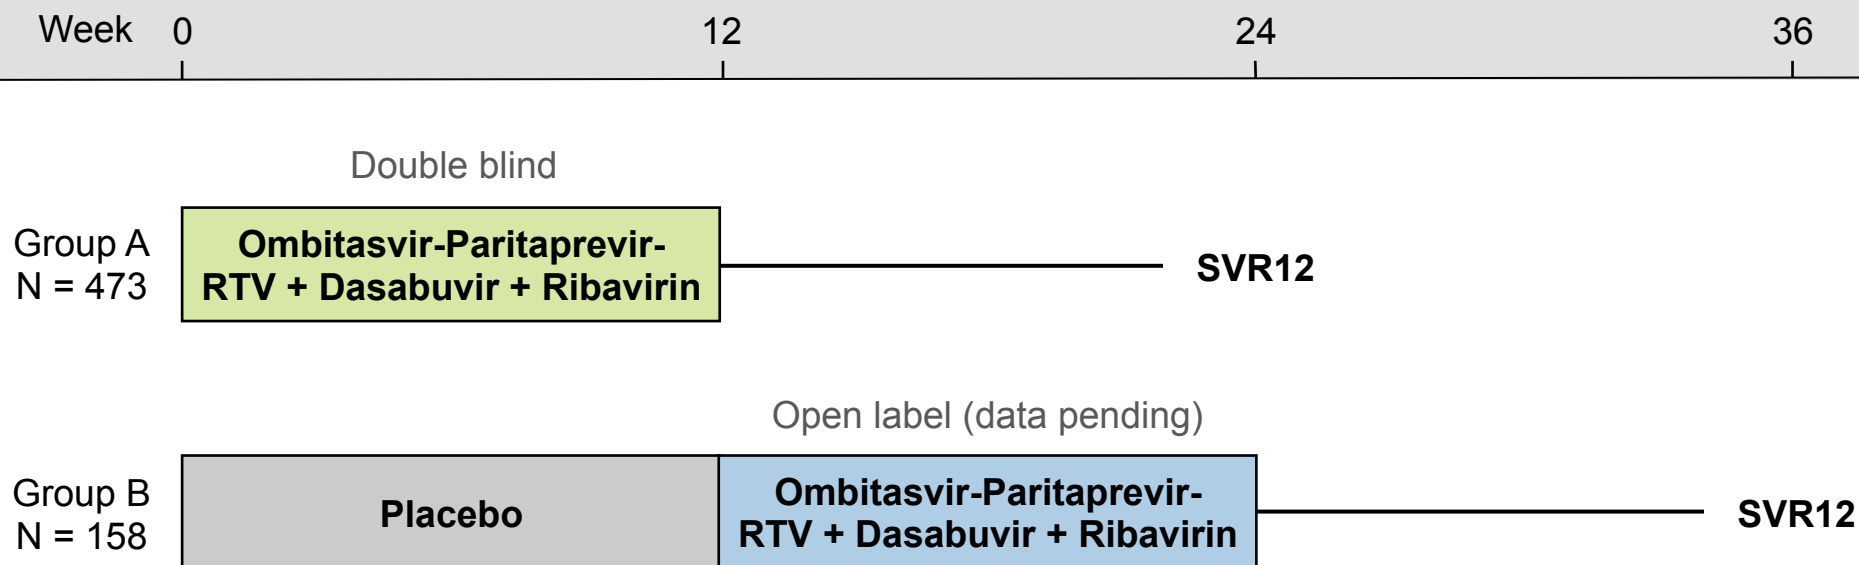 Week 0 12 24 36
Double blind
Group A
N = 473
Ombitasvir-Paritaprevir-
RTV + Dasabuvir + Ribavirin
SVR12
Open label (data pending)
Group B
N = 158
Placebo
Ombitasvir-Paritaprevir-
RTV + Dasabuvir + Ribavirin
SVR12